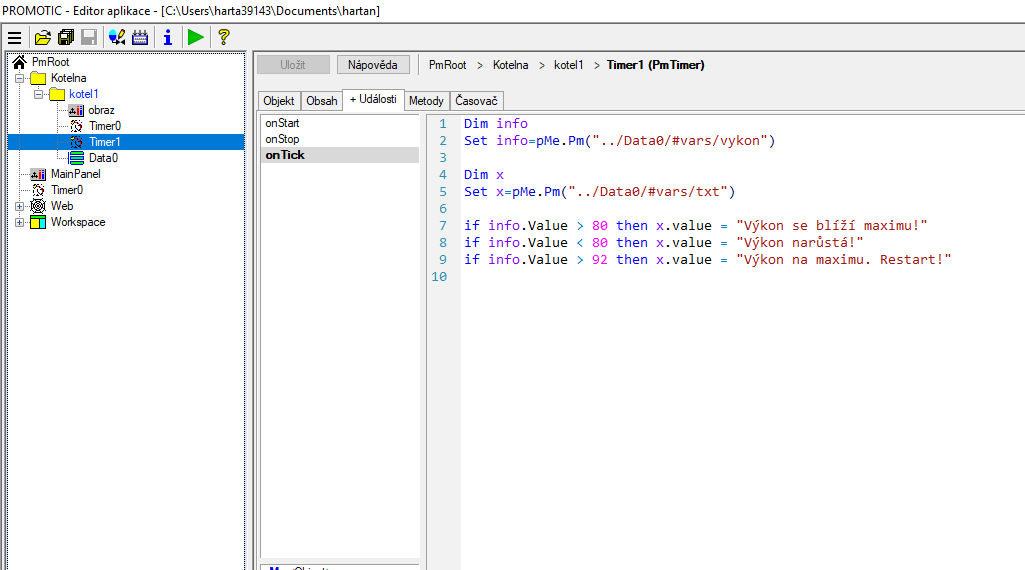 PROMOTIC - Editor aplikace - [C:\Users\harta39143\Documents\hartan]
PmRoot
Kotelna
kotel1
obraz
Timer0
Timer1
Data0
MainPanel
Timer0
Web
Workspace
Uložit Nápověda PmRoot > Kotelna > kotel1 > Timer1 (PmTimer)
Objekt Obsah + Události Metody Časovač
onStart
onStop
onTick
1 Dim info
2 Set info=pMe.Pm("../Data0/#vars/vykon")
3
4 Dim x
5 Set x=pMe.Pm("../Data0/#vars/txt")
6
7 if info.Value > 80 then x.value = "Výkon se blíží maximu!"
8 if info.Value < 80 then x.value = "Výkon narůstá!"
9 if info.Value > 92 then x.value = "Výkon na maximu. Restart!"
10